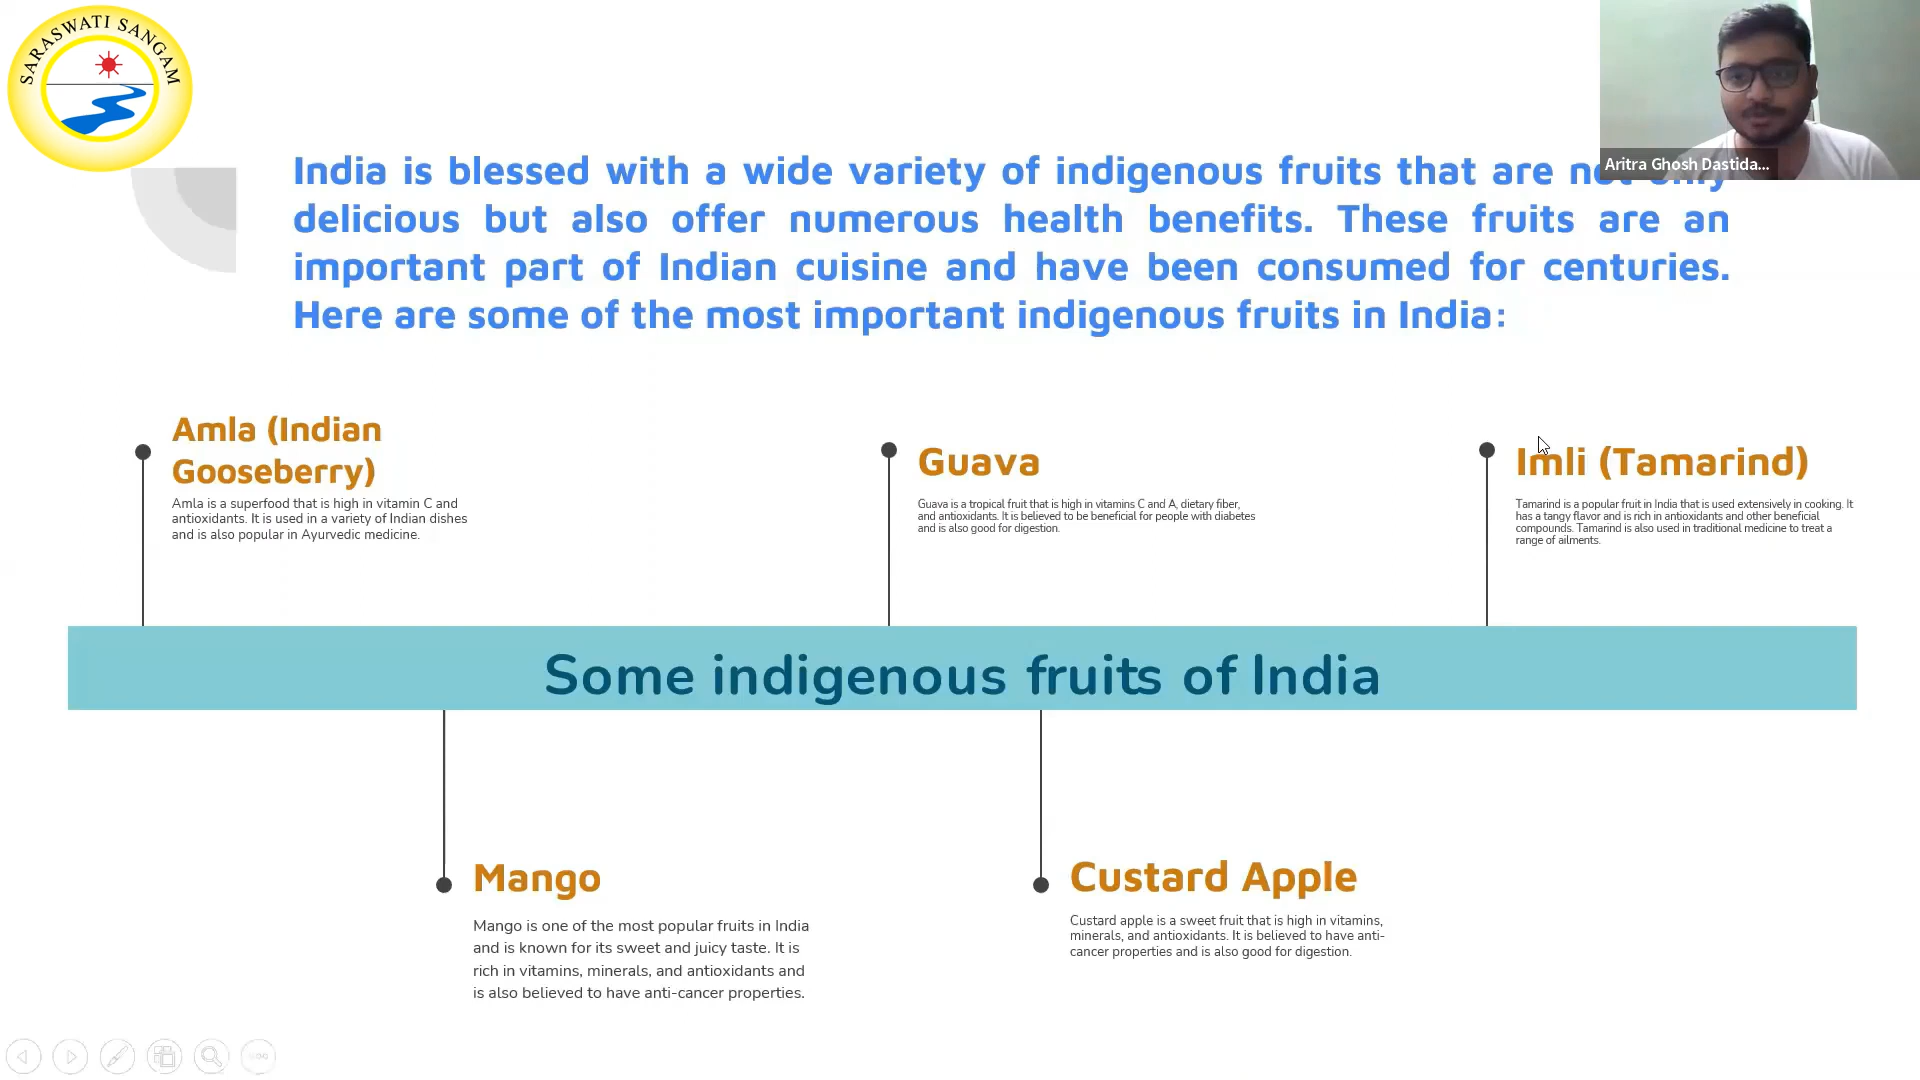 SARASWATI SANGAM
Aritra Ghosh Dastida...
India is blessed with a wide variety of indigenous fruits that are not only
delicious but also offer numerous health benefits. These fruits are an
important part of Indian cuisine and have been consumed for centuries.
Here are some of the most important indigenous fruits in India:
Amla (Indian
Gooseberry)
Amla is a superfood that is high in vitamin C and
antioxidants. It is used in a variety of Indian dishes
and is also popular in Ayurvedic medicine.
Guava
Guava is a tropical fruit that is high in vitamins C and A, dietary fiber,
and antioxidants. It is believed to be beneficial for people with diabetes
and is also good for digestion.
Imli (Tamarind)
Tamarind is a popular fruit in India that is used extensively in cooking. It
has a tangy flavor and is rich in antioxidants and other beneficial
compounds. Tamarind is also used in traditional medicine to treat a
range of ailments.
Some indigenous fruits of India
Mango
Mango is one of the most popular fruits in India
and is known for its sweet and juicy taste. It is
rich in vitamins, minerals, and antioxidants and
is also believed to have anti-cancer properties.
Custard Apple
Custard apple is a sweet fruit that is high in vitamins,
minerals, and antioxidants. It is believed to have anti-
cancer properties and is also good for digestion.